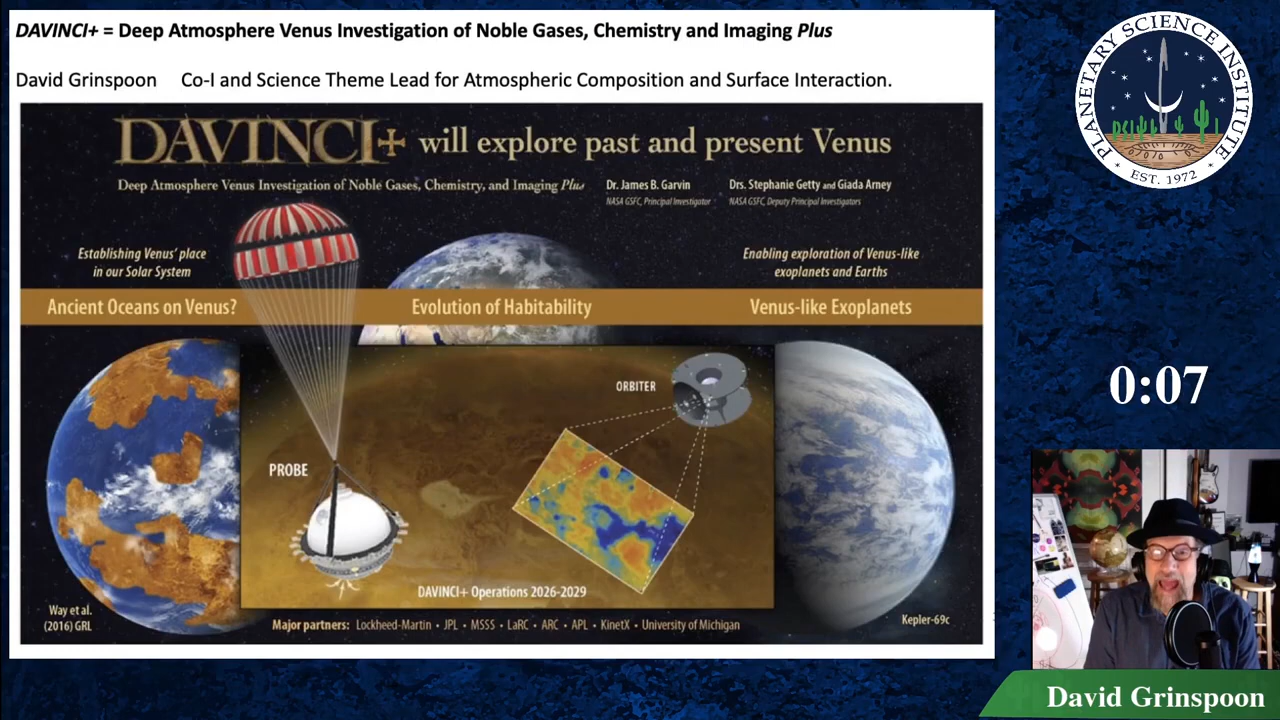 DAVINCI+ = Deep Atmosphere Venus Investigation of Noble Gases, Chemistry and Imaging Plus
David Grinspoon Co-I and Science Theme Lead for Atmospheric Composition and Surface Interaction.
DAVINCI+ will explore past and present Venus
Deep Atmosphere Venus Investigation of Noble Gases, Chemistry, and Imaging Plus
Dr. James B. Garvin
NASA GSFC, Principal Investigator
Drs. Stephanie Getty and Giada Arney
NASA GSFC, Deputy Principal Investigators
Establishing Venus' place
in our Solar System
Enabling exploration of Venus-like
exoplanets and Earths
Ancient Oceans on Venus?
Evolution of Habitability
Venus-like Exoplanets
ORBITER
PROBE
DAVINCI+ Operations 2026-2029
Way et al.
(2016) GRL
Kepler-69c
Major partners: Lockheed-Martin • JPL • MSSS • LaRC • ARC • APL • KinetX • University of Michigan
PLANETARY SCIENCE INSTITUTE
PSI
EST. 1972
0:07
David Grinspoon